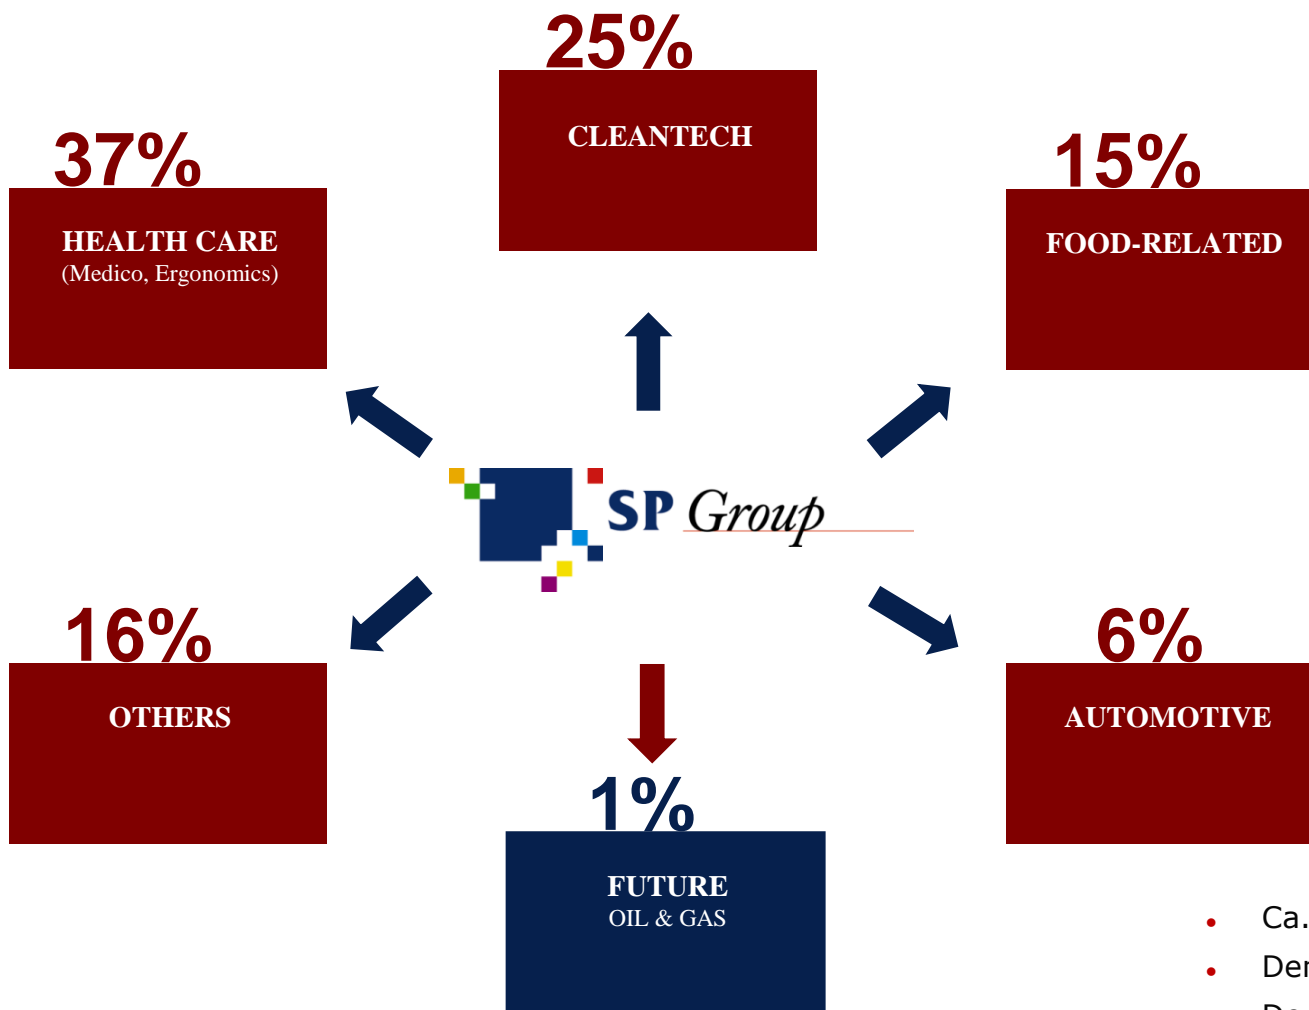 25%
CLEANTECH
37%
HEALTH CARE
(Medico, Ergonomics)
15%
FOOD-RELATED
SP Group
16%
OTHERS
6%
AUTOMOTIVE
1%
FUTURE
OIL & GAS
Ca.